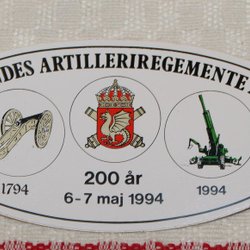 DES ARTILLERIREGEMENTE
1794
200 år
1994
6-7 maj 1994